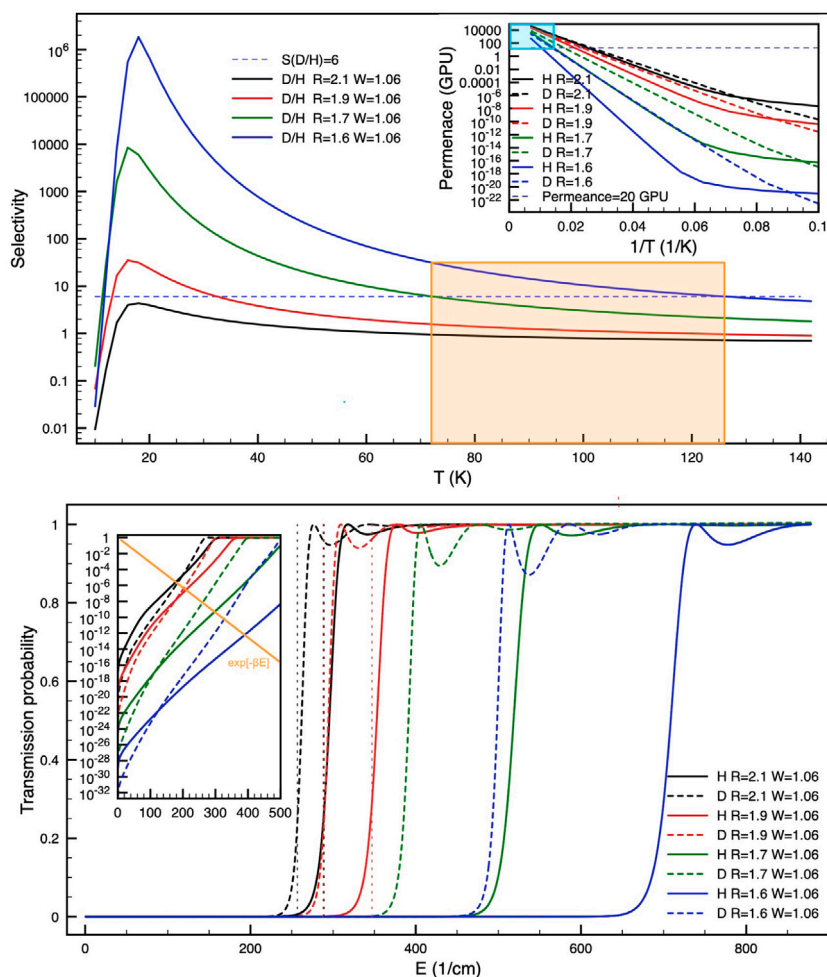 10^6
100000
10000
1000
100
10
1
0.1
0.01
Selectivity
S(D/H)=6
D/H R=2.1 W=1.06
D/H R=1.9 W=1.06
D/H R=1.7 W=1.06
D/H R=1.6 W=1.06
20
40
60
80
100
120
140
T (K)
Permenace (GPU)
10000
100
1
0.01
0.0001
10^-6
10^-8
10^-10
10^-12
10^-14
10^-16
10^-18
10^-20
10^-22
H R=2.1
D R=2.1
H R=1.9
D R=1.9
H R=1.7
D R=1.7
H R=1.6
D R=1.6
Permeance=20 GPU
0
0.02
0.04
0.06
0.08
0.1
1/T (1/K)
Transmission probability
1
0.8
0.6
0.4
0.2
0
1
10^-2
10^-4
10^-6
10^-8
10^-10
10^-12
10^-14
10^-16
10^-18
10^-20
10^-22
10^-24
10^-26
10^-28
10^-30
10^-32
exp[-βE]
0
100
200
300
400
500
H R=2.1 W=1.06
D R=2.1 W=1.06
H R=1.9 W=1.06
D R=1.9 W=1.06
H R=1.7 W=1.06
D R=1.7 W=1.06
H R=1.6 W=1.06
D R=1.6 W=1.06
0
200
400
600
800
E (1/cm)